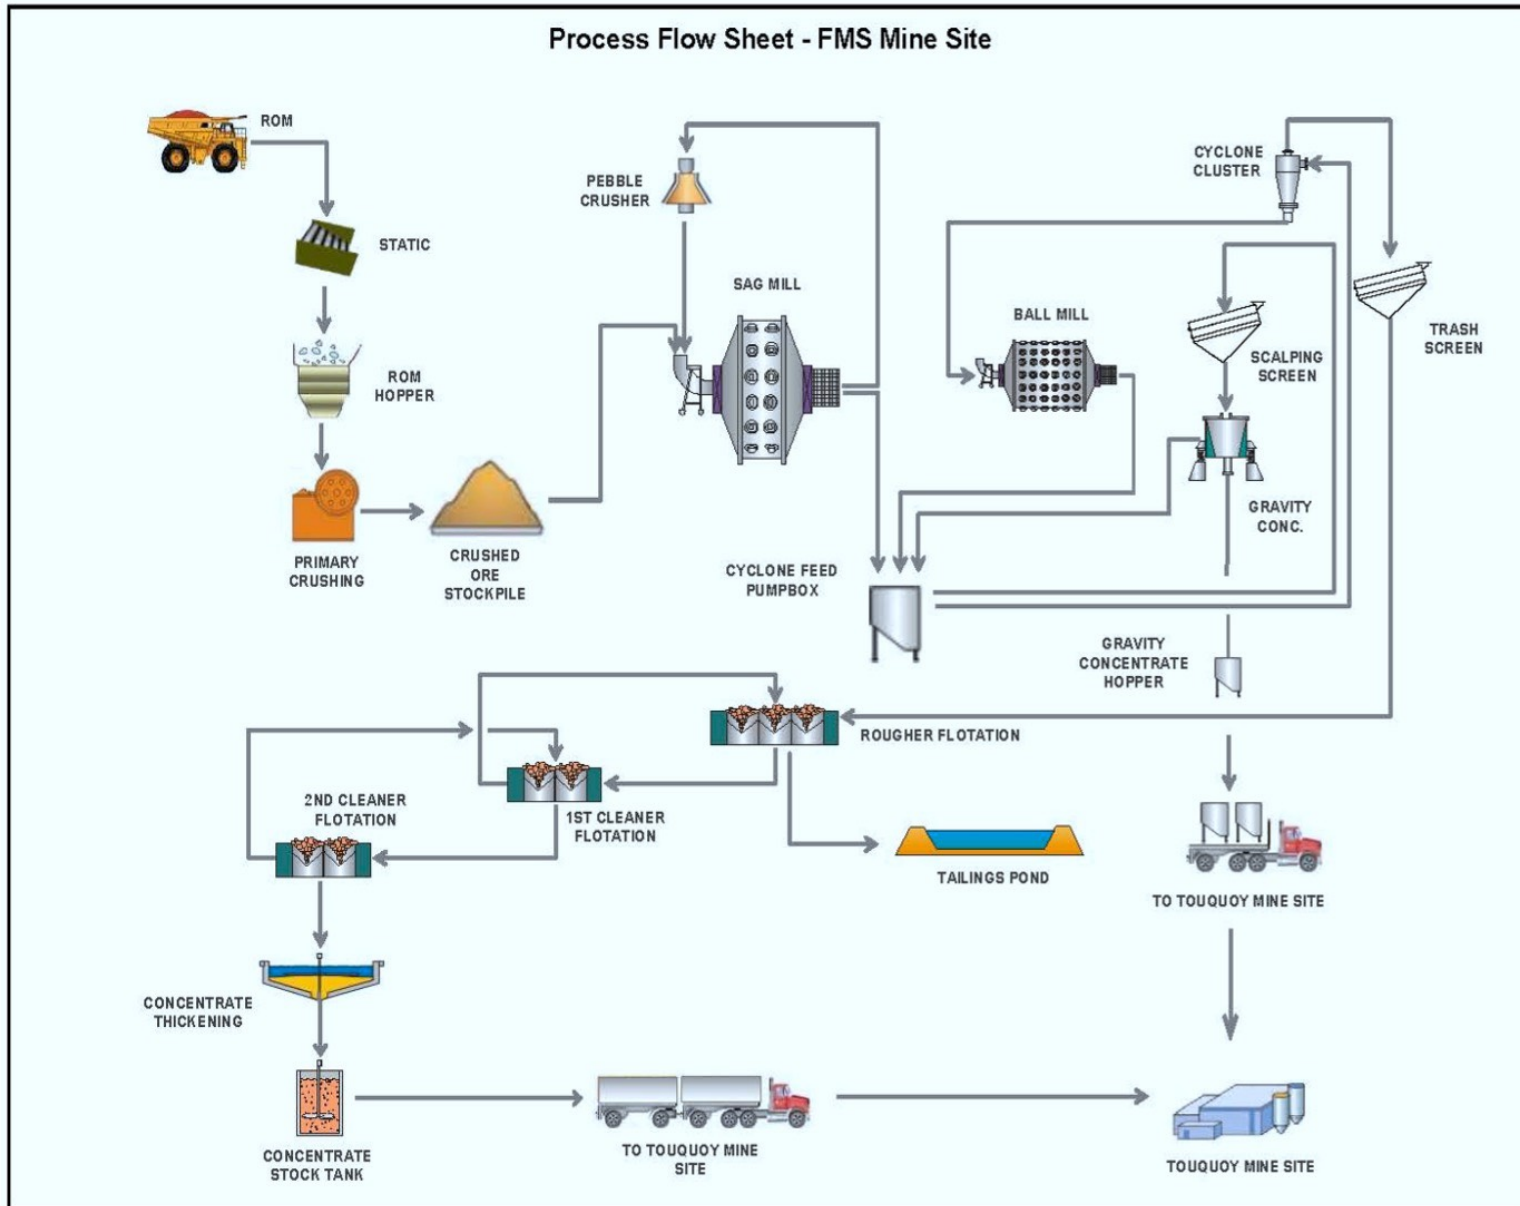 Process Flow Sheet - FMS Mine Site
ROM
STATIC
ROM
HOPPER
PRIMARY
CRUSHING
CRUSHED
ORE
STOCKPILE
PEBBLE
CRUSHER
SAG MILL
CYCLONE
CLUSTER
BALL MILL
SCALPING
SCREEN
TRASH
SCREEN
GRAVITY
CONC.
CYCLONE FEED
PUMPBOX
GRAVITY
CONCENTRATE
HOPPER
ROUGHER FLOTATION
1ST CLEANER
FLOTATION
2ND CLEANER
FLOTATION
TAILINGS POND
TO TOUQUOY MINE SITE
CONCENTRATE
THICKENING
CONCENTRATE
STOCK TANK
TO TOUQUOY MINE
SITE
TOUQUOY MINE SITE